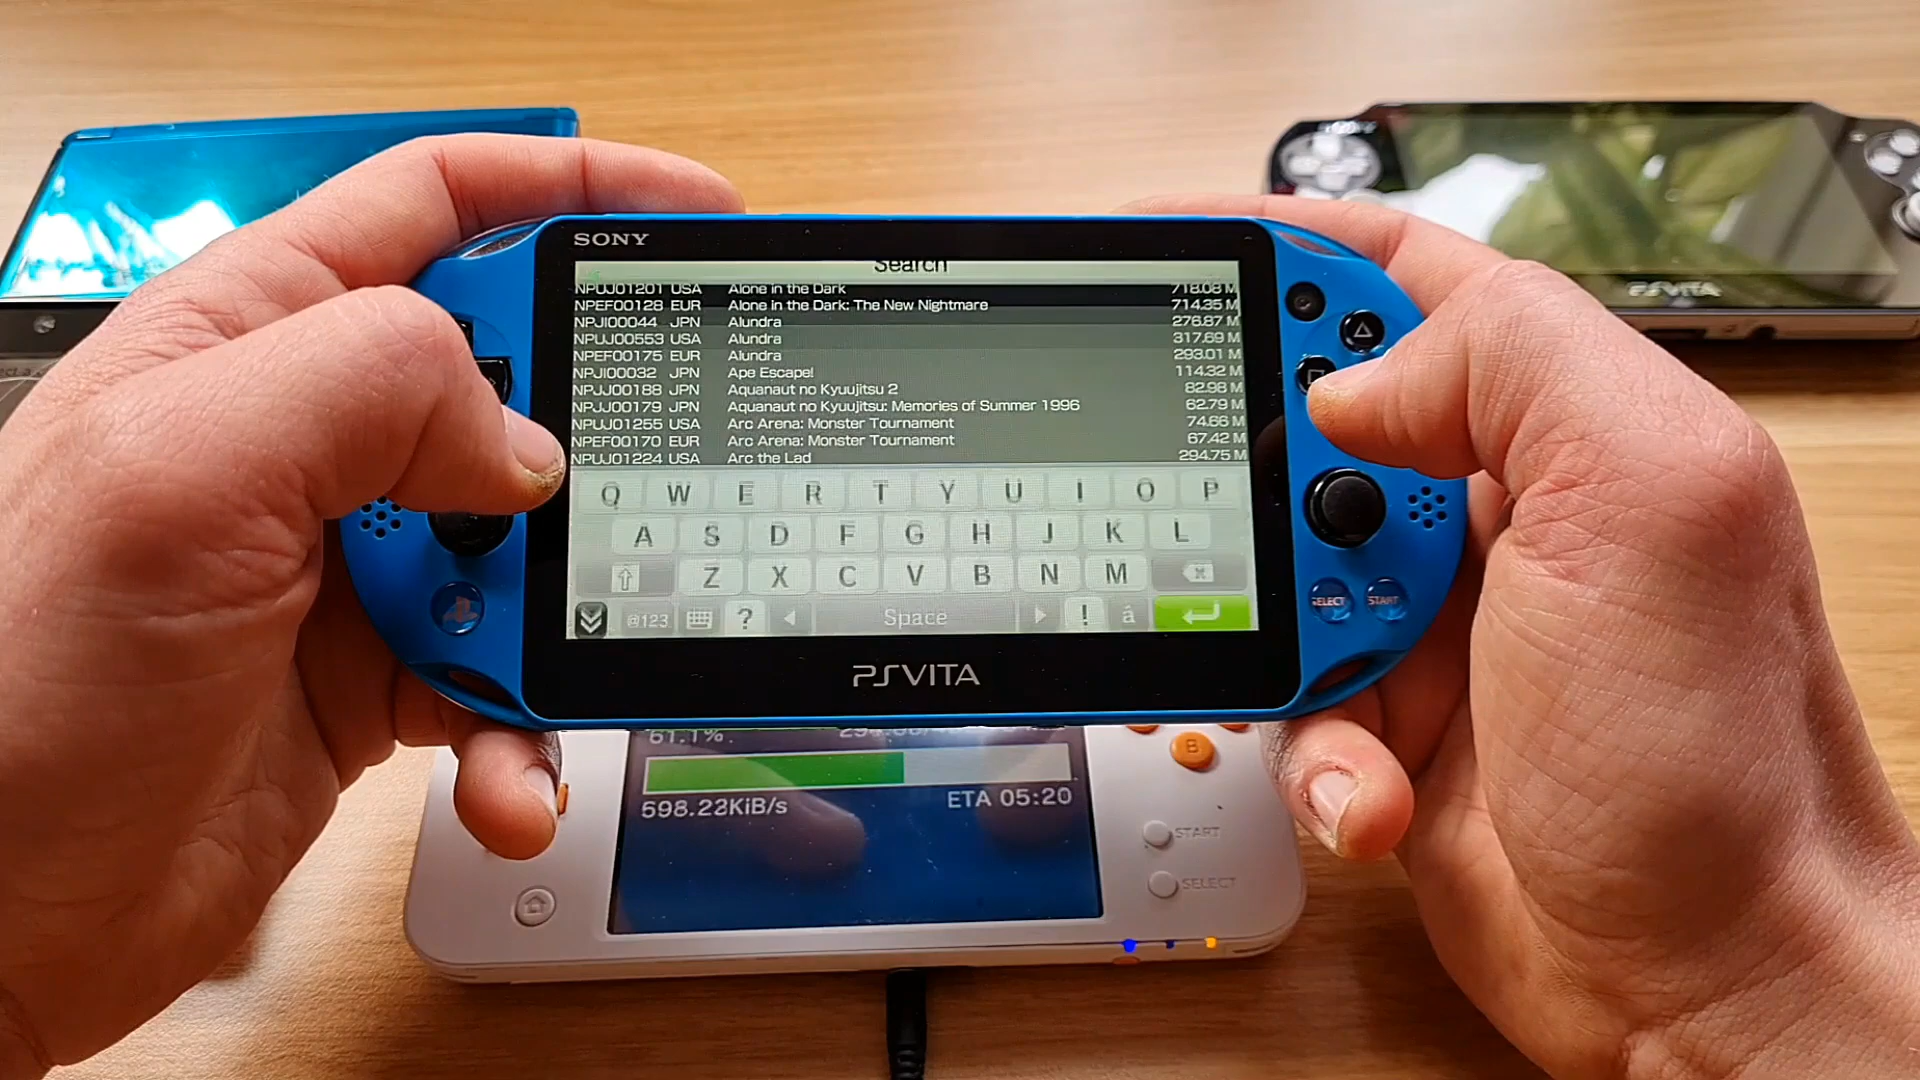 SONY
Search
NPUJ01201 USA Alone in the Dark 718.08 M
NPEF00128 EUR Alone in the Dark: The New Nightmare 714.35 M
NPJI00044 JPN Alundra 276.87 M
NPUJ00553 USA Alundra 317.69 M
NPEF00175 EUR Alundra 293.01 M
NPJI00032 JPN Ape Escape! 114.32 M
NPJJ00188 JPN Aquanaut no Kyuujitsu 2 82.98 M
NPJJ00179 JPN Aquanaut no Kyuujitsu: Memories of Summer 1996 62.79 M
NPUJ01255 USA Arc Arena: Monster Tournament 74.66 M
NPEF00170 EUR Arc Arena: Monster Tournament 67.42 M
NPUJ01224 USA Arc the Lad 294.75 M
Q W E R T Y U I O P
A S D F G H J K L
Z X C V B N M
@123 ? Space ! á
SELECT START
PSVITA
PSVITA
61.1%
598.22KiB/s ETA 05:20
B
START
SELECT